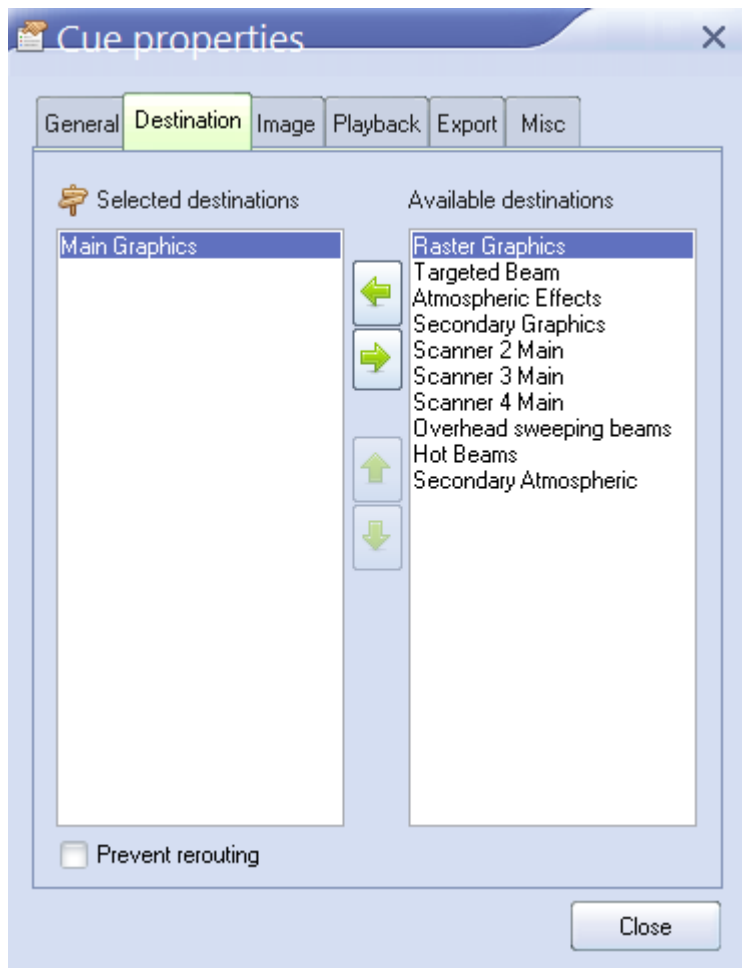 Cue properties
General Destination Image Playback Export Misc
Selected destinations
Main Graphics
Available destinations
Raster Graphics
Targeted Beam
Atmospheric Effects
Secondary Graphics
Scanner 2 Main
Scanner 3 Main
Scanner 4 Main
Overhead sweeping beams
Hot Beams
Secondary Atmospheric
Prevent rerouting
Close